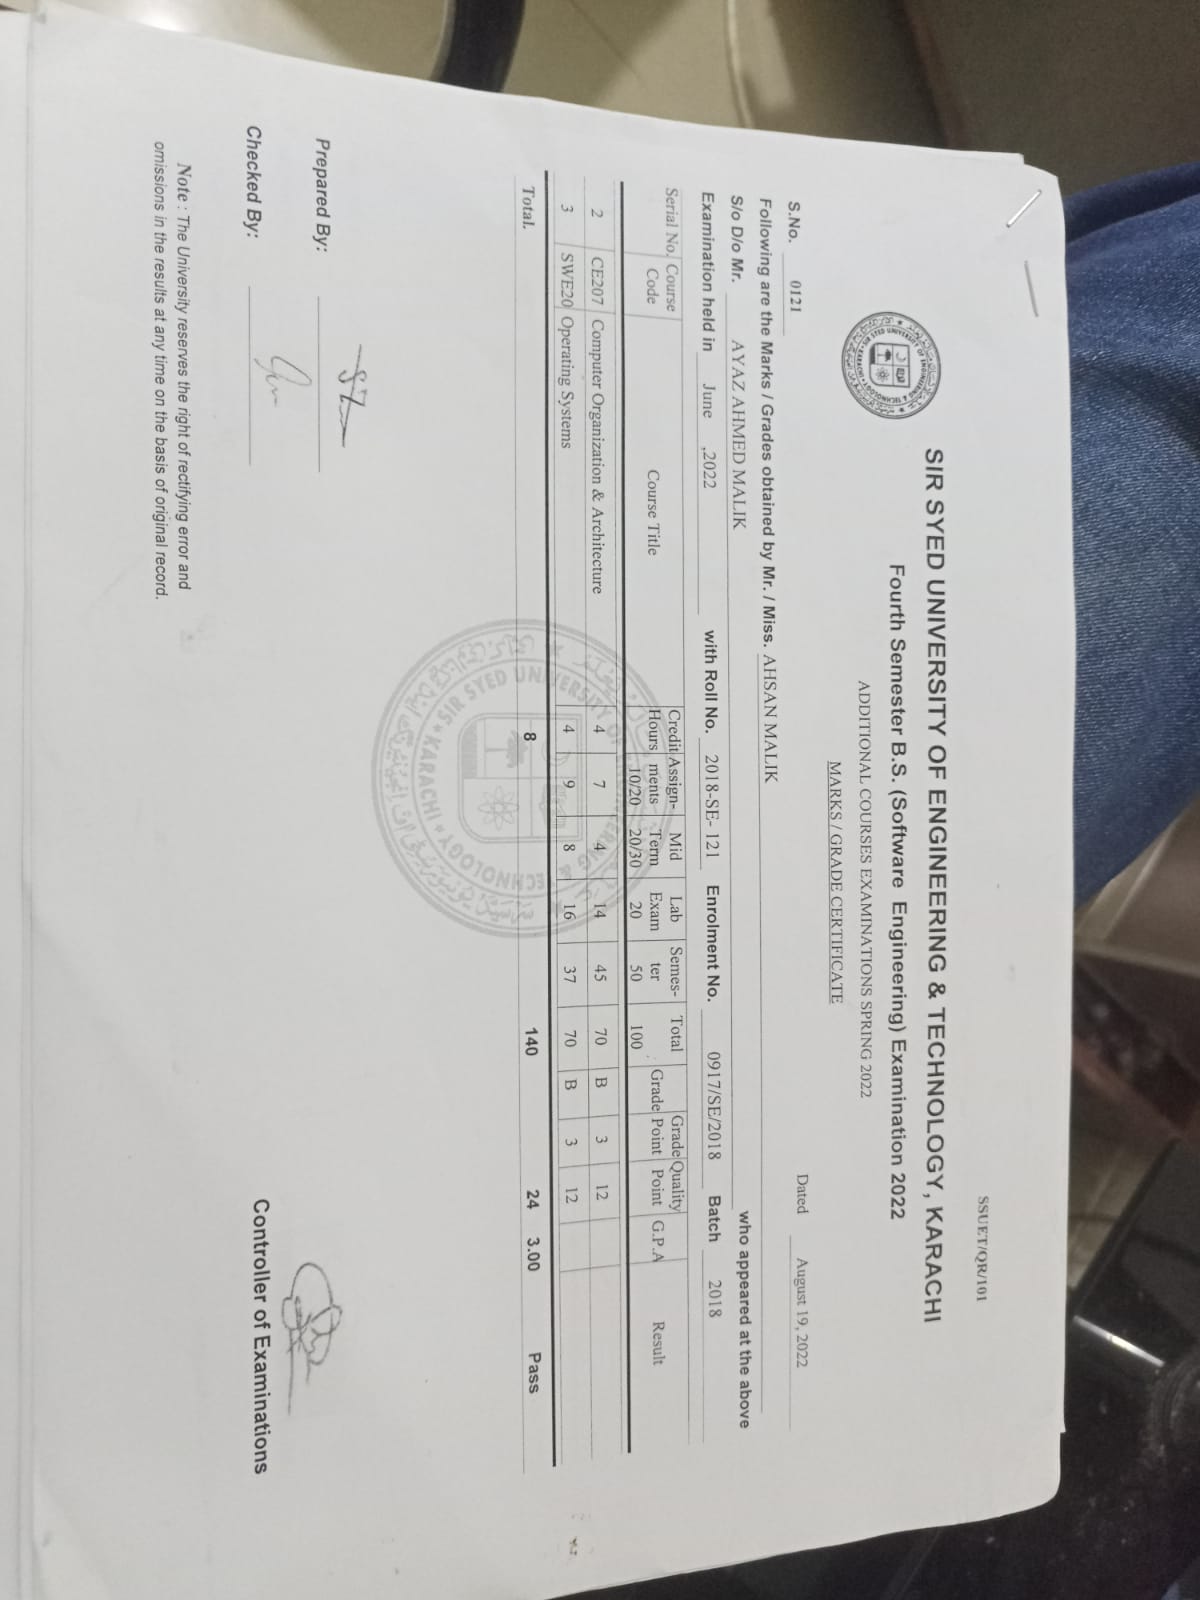 SSUET/QR/101
SIR SYED UNIVERSITY OF ENGINEERING & TECHNOLOGY, KARACHI
Fourth Semester B.S. (Software Engineering) Examination 2022
ADDITIONAL COURSES EXAMINATIONS SPRING 2022
MARKS / GRADE CERTIFICATE
S.No. 0121 Dated August 19, 2022
Following are the Marks / Grades obtained by Mr. / Miss. AHSAN MALIK
S/o D/o Mr. AYAZ AHMED MALIK who appeared at the above
Examination held in June ,2022 with Roll No. 2018-SE- 121 Enrolment No. 0917/SE/2018 Batch 2018
Serial No. Course Code Course Title Credit Hours Assign-ments 10/20 Mid Term 20/30 Lab Exam 20 Semes-ter 50 Total 100 Grade Grade Point Quality Point G.P.A Result
2 CE207 Computer Organization & Architecture 4 7 4 14 45 70 B 3 12
3 SWE20 Operating Systems 4 9 8 16 37 70 B 3 12
Total. 8 140 24 3.00 Pass
Prepared By:
Checked By:
Controller of Examinations
Note : The University reserves the right of rectifying error and
omissions in the results at any time on the basis of original record.